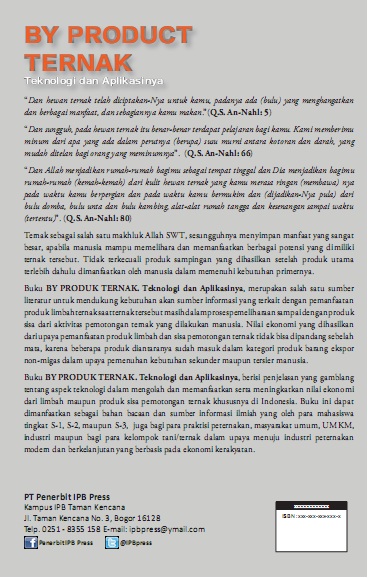 BY PRODUCT
TERNAK
Teknologi dan Aplikasinya
"Dan hewan ternak telah diciptakan-Nya untuk kamu, padanya ada (bulu) yang menghangatkan
dan berbagai manfaat, dan sebagiannya kamu makan."(Q.S. An-Nahl: 5)
"Dan sungguh, pada hewan ternak itu benar-benar terdapat pelajaran bagi kamu. Kami memberimu
minum dari apa yang ada dalam perutnya (berupa) susu murni antara kotoran dan darah, yang
mudah ditelan bagi orang yang meminumnya". (Q.S. An-Nahl: 66)
"Dan Allah menjadikan rumah-rumah bagimu sebagai tempat tinggal dan Dia menjadikan bagimu
rumah-rumah (kemah-kemah) dari kulit hewan ternak yang kamu merasa ringan (membawa) nya
pada waktu kamu berpergian dan pada waktu kamu bermukim dan (dijadikan-Nya pula) dari
bulu domba, bulu unta dan bulu kambing, alat-alat rumah tangga dan kesenangan sampai waktu
(tertentu)". (Q.S. An-Nahl: 80)
Ternak sebagai salah satu makhluk Allah SWT, sesungguhnya menyimpan manfaat yang sangat
besar, apabila manusia mampu memelihara dan memanfaatkan berbagai potensi yang dimiliki
ternak tersebut. Tidak terkecuali produk sampingan yang dihasilkan setelah produk utama
terlebih dahulu dimanfaatkan oleh manusia dalam memenuhi kebutuhan primernya.
Buku BY PRODUK TERNAK. Teknologi dan Aplikasinya, merupakan salah satu sumber
literatur untuk mendukung kebutuhan akan sumber informasi yang terkait dengan pemanfaatan
produk limbah ternak saat ternak tersebut masih dalam proses pemeliharaan sampai dengan produk
sisa dari aktivitas pemotongan ternak yang dilakukan manusia. Nilai ekonomi yang dihasilkan
dari upaya pemanfaatan produk limbah dan sisa pemotongan ternak tidak bisa dipandang sebelah
mata, karena beberapa produk diantaranya sudah masuk dalam kategori produk barang ekspor
non-migas dalam upaya pemenuhan kebutuhan sekunder maupun tersier manusia.
Buku BY PRODUK TERNAK. Teknologi dan Aplikasinya, berisi penjelasan yang gamblang
tentang aspek teknologi dalam mengolah dan memanfaatkan serta meningkatkan nilai ekonomi
dari limbah maupun produk sisa pemotongan ternak khususnya di Indonesia. Buku ini dapat
dimanfaatkan sebagai bahan bacaan dan sumber informasi ilmiah yang oleh para mahasiswa
tingkat S-1, S-2, maupun S-3, juga bagi para praktisi peternakan, masyarakat umum, UMKM,
industri maupun bagi para kelompok tani/ternak dalam upaya menuju industri peternakan
modern dan berkelanjutan yang berbasis pada ekonomi kerakyatan.
PT Penerbit IPB Press
Kampus IPB Taman Kencana
Jl. Taman Kencana No. 3, Bogor 16128
Telp. 0251 - 8355 158 E-mail: ipbpress@ymail.com
PenerbitIPB Press @IPBpress
ISBN : xxx-xxx-xxx-xxx-x